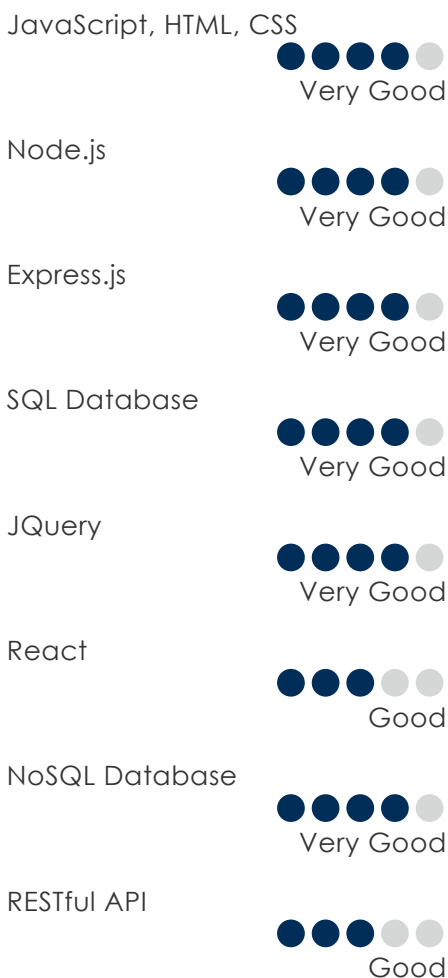 JavaScript, HTML, CSS
Very Good
Node.js
Very Good
Express.js
Very Good
SQL Database
Very Good
JQuery
Very Good
React
Good
NoSQL Database
Very Good
RESTful API
Good